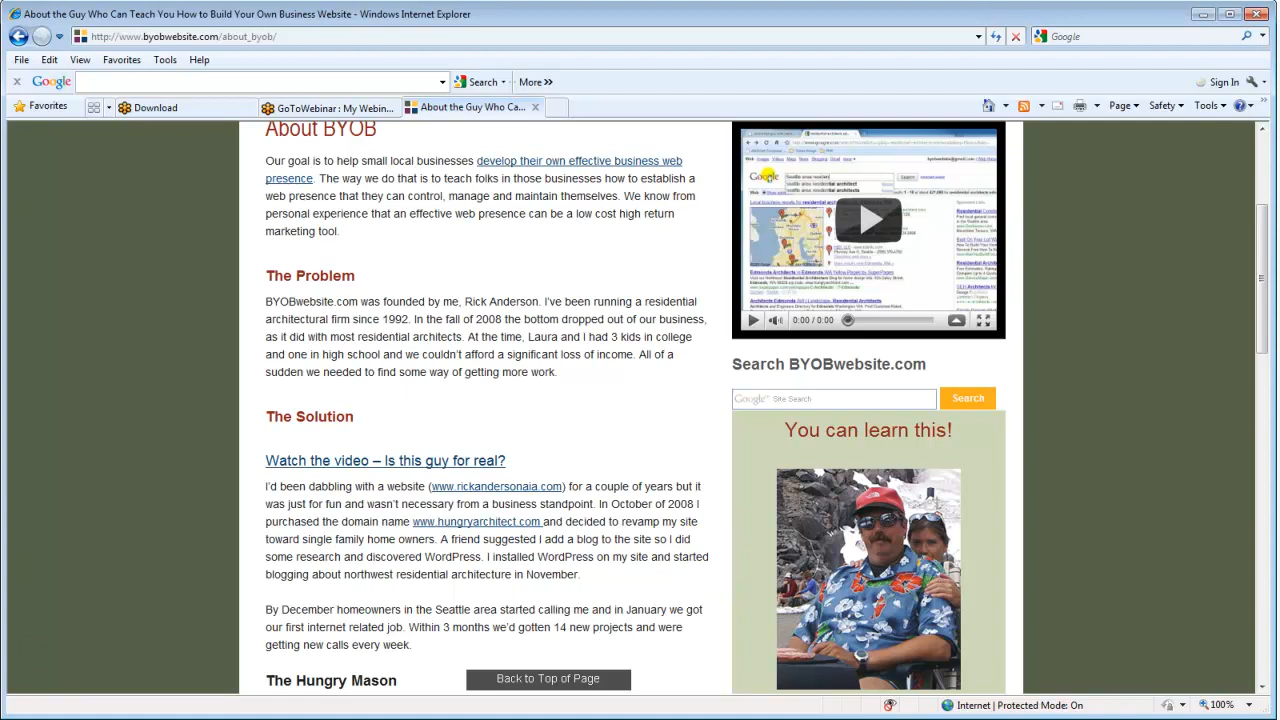 About the Guy Who Can Teach You How to Build Your Own Business Website - Windows Internet Explorer
http://www.byobwebsite.com/about_byob/
Google
File Edit View Favorites Tools Help
Google Search More »
Sign In
Favorites
Download
GoToWebinar : My Webin...
About the Guy Who Ca...
Page Safety Tools
About BYOB
Our goal is to help small local businesses develop their own effective business web
presence and the way we do that is to teach folks in those businesses how to establish a
web presence that they can control, manage and maintain themselves. We know from
personal experience that an effective web presence can be a low cost high return
marketing tool.
The Problem
BYOBwebsite.com was founded by me, Rick Anderson. I've been running a residential
architectural firm since 1992. In the fall of 2008 the bottom dropped out of our business,
as it did with most residential architects. At the time, Laura and I had 3 kids in college
and one in high school and we couldn't afford a significant loss of income. All of a
sudden we needed to find some way of getting more work.
The Solution
Watch the video – Is this guy for real?
I'd been dabbling with a website (www.rickandersonaia.com) for a couple of years but it
was just for fun and wasn't necessary from a business standpoint. In October of 2008 I
purchased the domain name www.hungryarchitect.com and decided to revamp my site
toward single family home owners. A friend suggested I add a blog to the site so I did
some research and discovered WordPress. I installed WordPress on my site and started
blogging about northwest residential architecture in November.
By December homeowners in the Seattle area started calling me and in January we got
our first internet related job. Within 3 months we'd gotten 14 new projects and were
getting new calls every week.
The Hungry Mason
Back to Top of Page
Google
Search
0:00 / 0:00
Search BYOBwebsite.com
Google™ Site Search
Search
You can learn this!
Internet | Protected Mode: On
100%